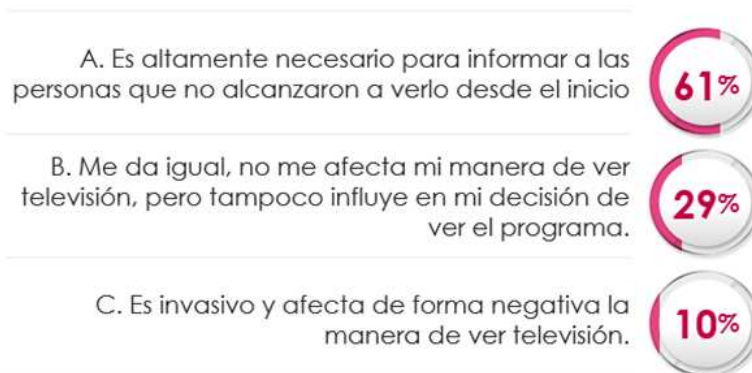 A. Es altamente necesario para informar a las
personas que no alcanzaron a verlo desde el inicio
61%
B. Me da igual, no me afecta mi manera de ver
televisión, pero tampoco influye en mi decisión de
ver el programa.
29%
C. Es invasivo y afecta de forma negativa la
manera de ver televisión.
10%